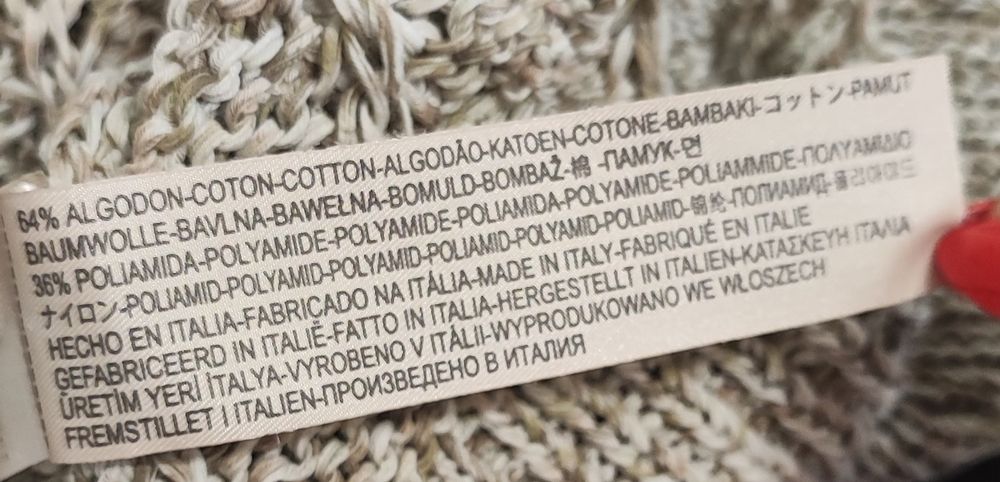 64% ALGODON-COTON-COTTON-ALGODÃO-KATOEN-COTONE-BAMBAKI-コットン-PAMUT
BAUMWOLLE-BAVLNA-BAWEŁNA-BOMULD-BOMBAŽ-棉 -ПАМУК-면
36% POLIAMIDA-POLYAMIDE-POLYAMIDE-POLIAMIDA-POLYAMIDE-POLIAMMIDE-ΠΟΛΥΑΜΙΔΙΟ
ナイロン-POLIAMID-POLYAMID-POLYAMID-POLIAMID-POLYAMID-POLIAMID-锦纶-ПОЛИАМИД-폴리아미드
HECHO EN ITALIA-FABRICADO NA ITÁLIA-MADE IN ITALY-FABRIQUÉ EN ITALIE
GEFABRICEERD IN ITALIË-FATTO IN ITALIA-HERGESTELLT IN ITALIEN-ΚΑΤΑΣΚΕΥΗ ΙΤΑΛΙΑ
ÜRETİM YERİ İTALYA-VYROBENO V ITÁLII-WYPRODUKOWANO WE WŁOSZECH
FREMSTILLET I ITALIEN-ПРОИЗВЕДЕНО В ИТАЛИЯ